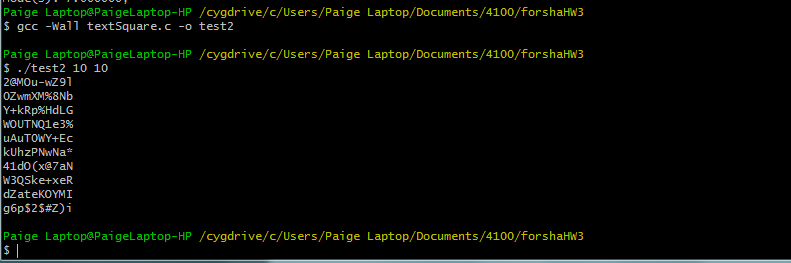 Paige Laptop@PaigeLaptop-HP /cygdrive/c/Users/Paige Laptop/Documents/4100/forshaHW3
$ gcc -Wall textSquare.c -o test2
Paige Laptop@PaigeLaptop-HP /cygdrive/c/Users/Paige Laptop/Documents/4100/forshaHW3
$ ./test2 10 10
2@MOu-wZ9l
OZwmXM%8Nb
Y+kRp%HdLG
WOUTNQ1e3%
uAuTOWY+Ec
kUhzPNwNa*
41dO(x@7aN
W3QSke+xeR
dZateKOYMI
g6p$2$#Z)i
Paige Laptop@PaigeLaptop-HP /cygdrive/c/Users/Paige Laptop/Documents/4100/forshaHW3
$